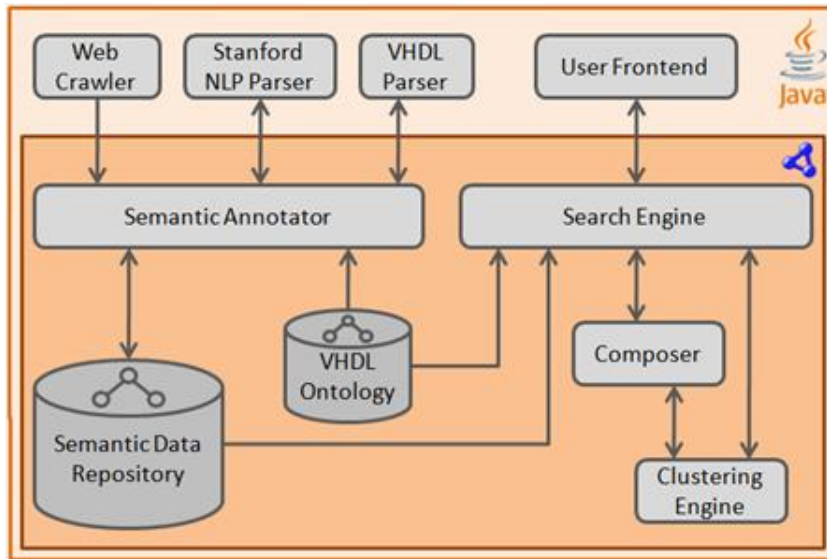 Web
Crawler
Stanford
NLP Parser
VHDL
Parser
User Frontend
Java
Semantic Annotator
Search Engine
VHDL
Ontology
Composer
Semantic Data
Repository
Clustering
Engine